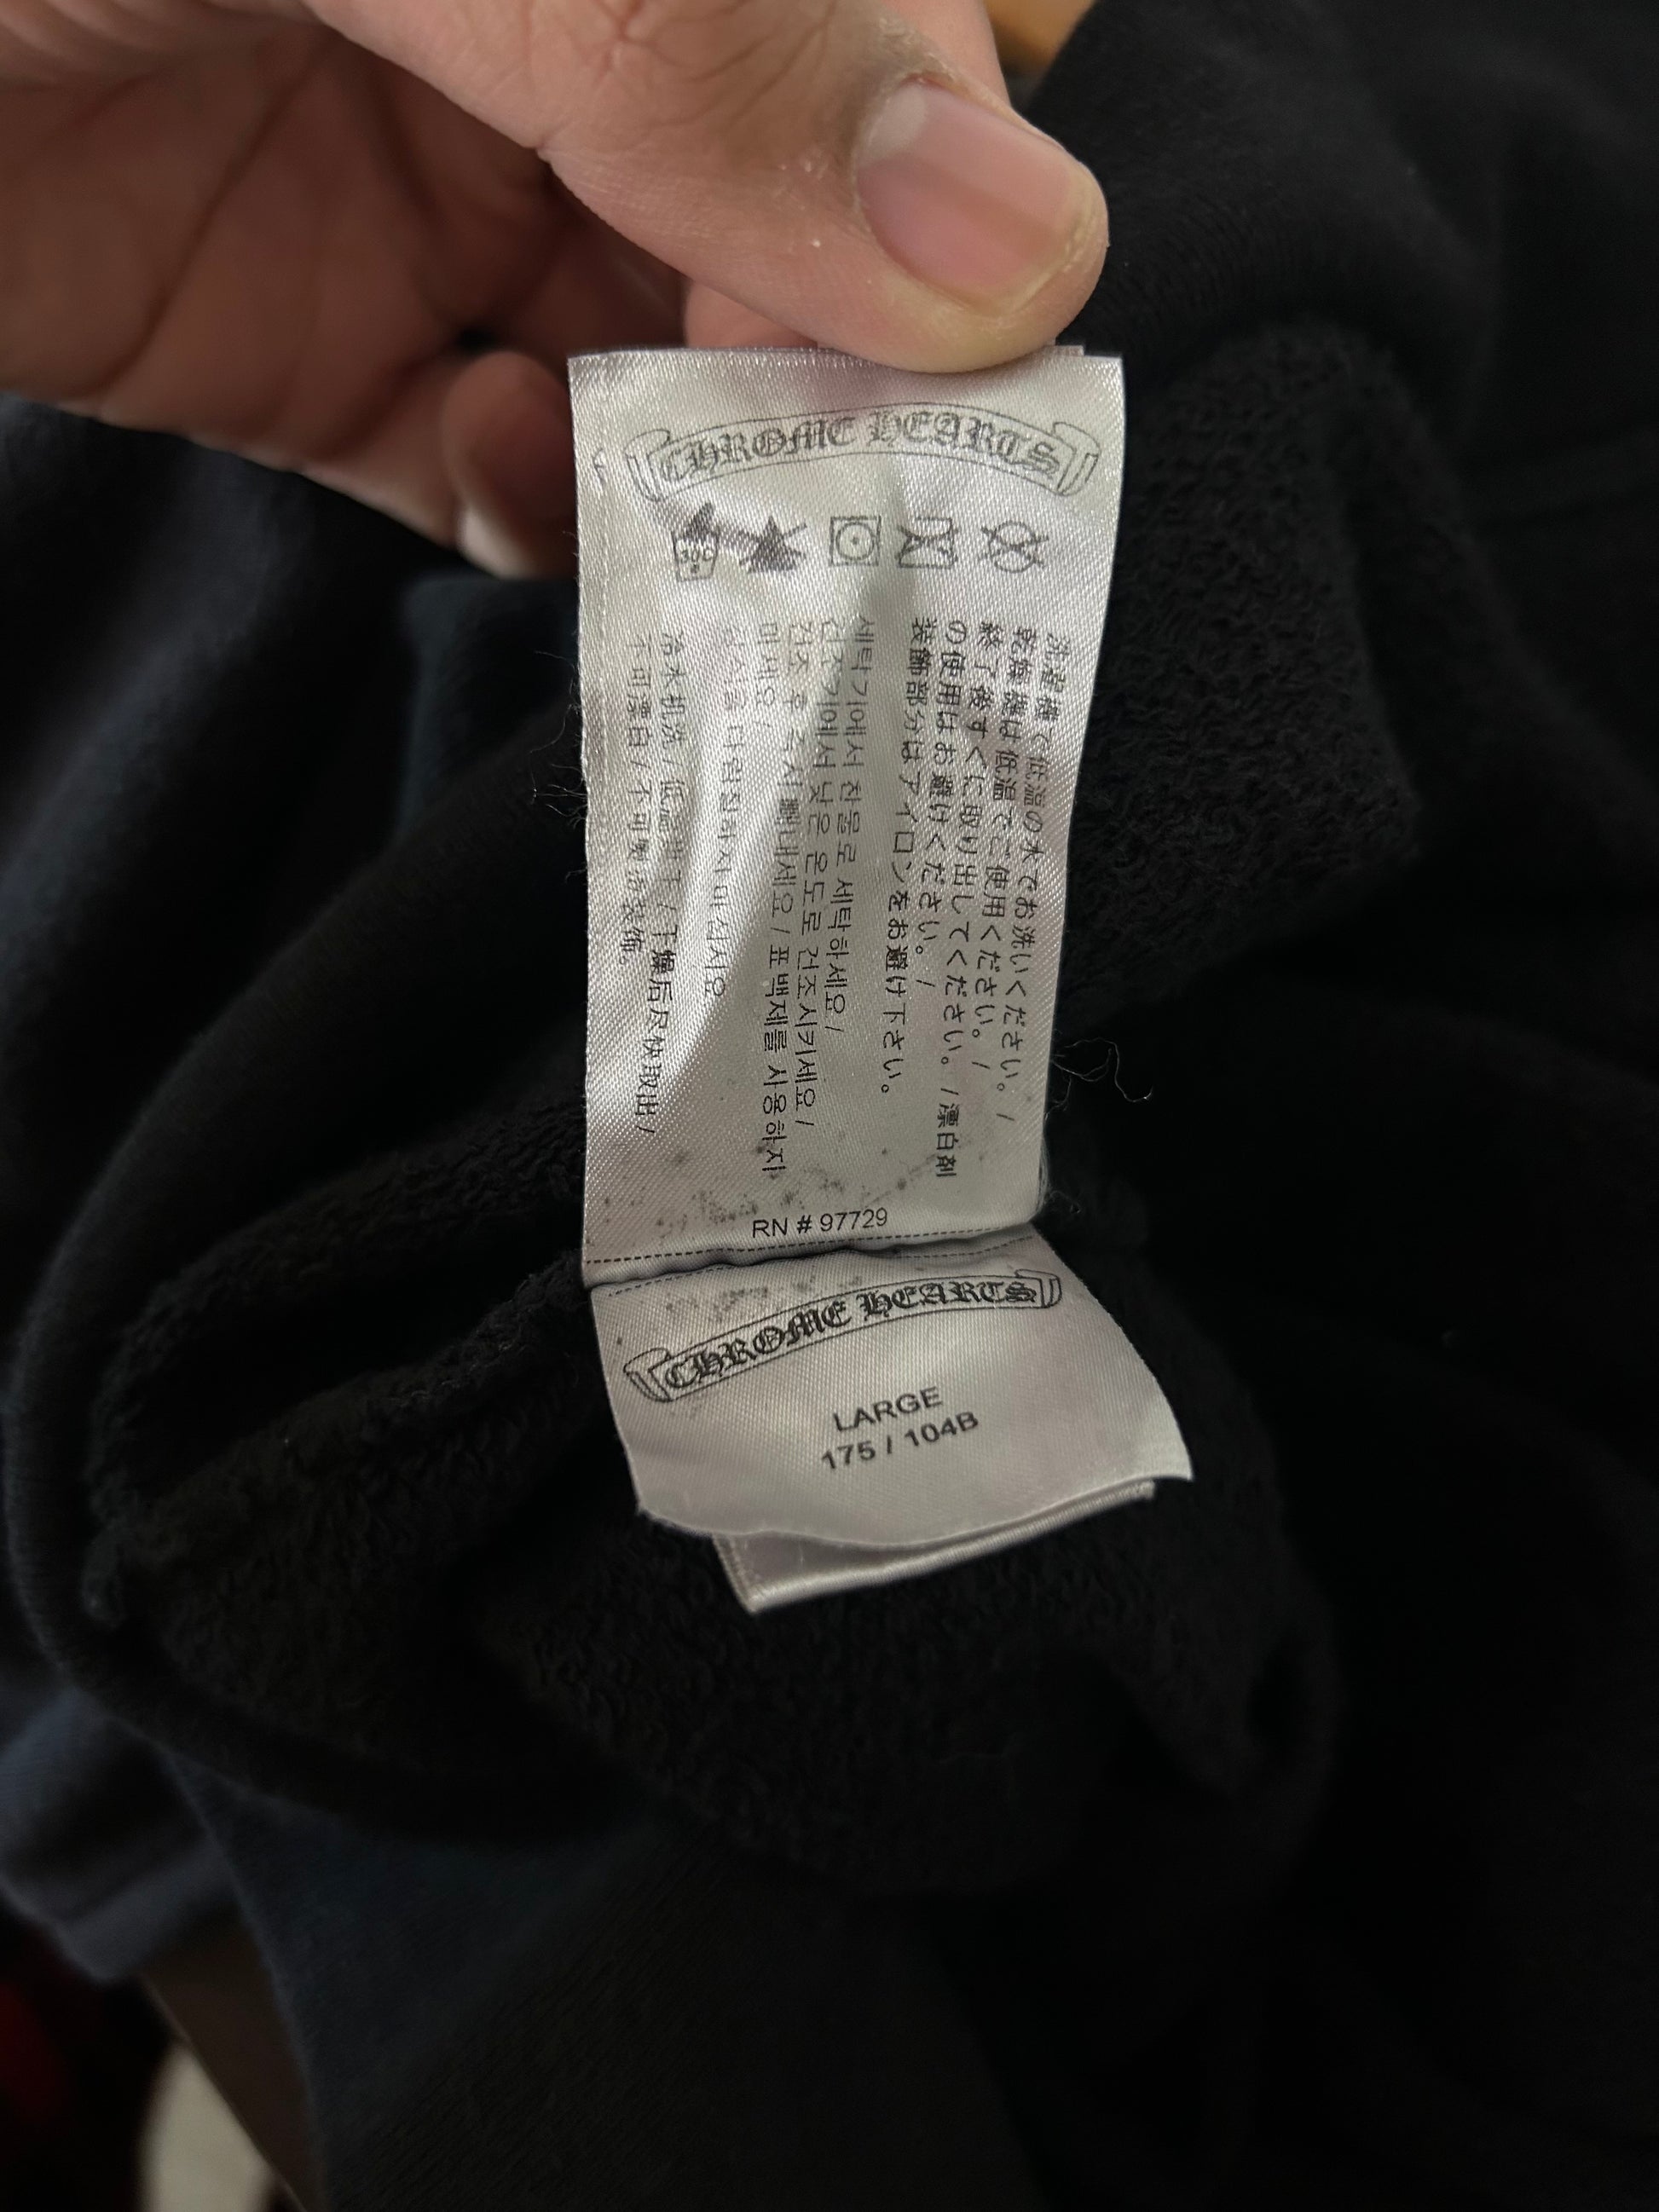 CHROME HEARTS
30C
洗濯機で低温の水でお洗いください。/
乾燥機は低温でご使用ください。/
終了後すぐに取り出してください。/漂白剤
の使用はお避けください。/
装飾部分はアイロンをお避け下さい。
세탁기에서 찬물로 세탁하세요 /
건조기에서 낮은 온도로 건조시키세요 /
건조 후 즉시 빼내세요 / 표백제를 사용하지
마세요 /
장식을 다림질하지 마십시요
冷水机洗 / 低温烘干 / 干燥后尽快取出 /
不可漂白 / 不可熨烫装饰。
RN # 97729
CHROME HEARTS
LARGE
175 / 104B